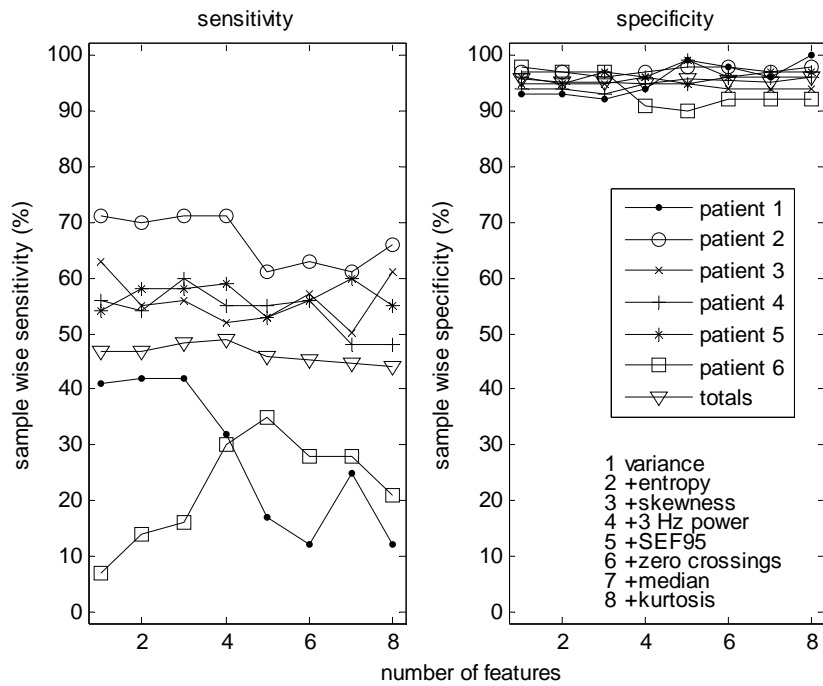 sensitivity
specificity
100
90
80
70
60
50
40
30
20
10
0
2
4
6
8
sample wise sensitivity (%)
100
90
80
70
60
50
40
30
20
10
0
2
4
6
8
sample wise specificity (%)
patient 1
patient 2
patient 3
patient 4
patient 5
patient 6
totals
1 variance
2 +entropy
3 +skewness
4 +3 Hz power
5 +SEF95
6 +zero crossings
7 +median
8 +kurtosis
number of features